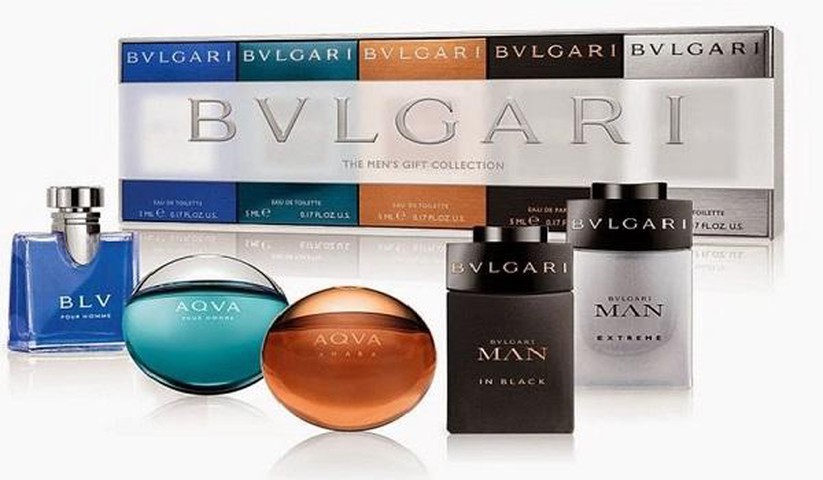 BVLGARI BVLGARI BVLGARI BVLGARI BVLGARI
BVLGARI
THE MEN'S GIFT COLLECTION
EAU DE TOILETTE
5 ML e 0.17 FL.OZ. U.S.
EAU DE TOILETTE
5 ML e 0.17 FL.OZ. U.S.
EAU DE TOILETTE
5 ML e 0.17 FL.OZ. U.S.
EAU DE
5 ML e 0.17
FL.OZ. U.S.
BLV
POUR HOMME
AQVA
POUR HOMME
AQVA
AMARA
BVLGARI
BVLGARI
MAN
IN BLACK
BVLGARI
BVLGARI
MAN
EXTREME